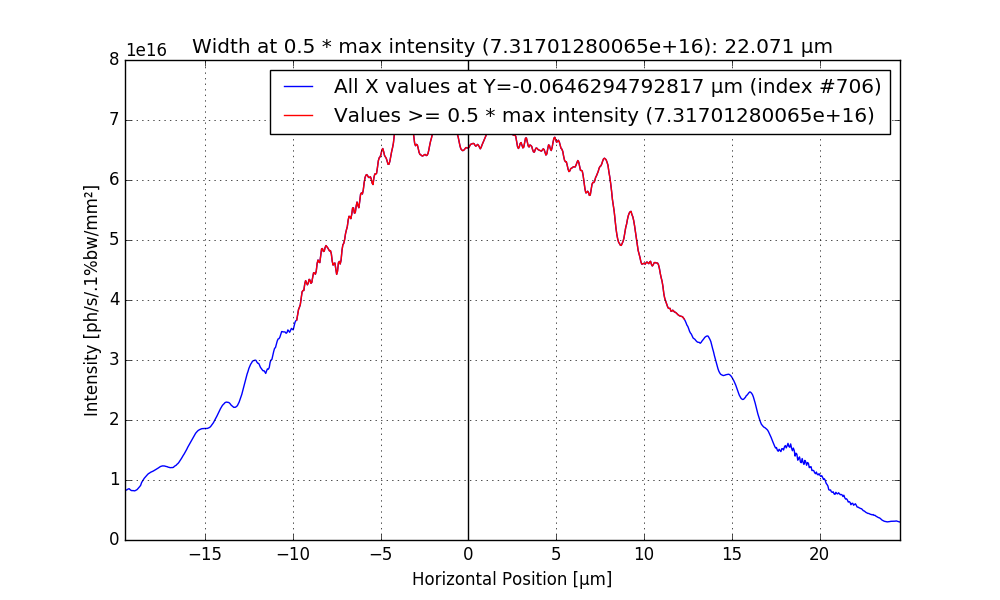 1e16
Width at 0.5 * max intensity (7.31701280065e+16): 22.071 µm
All X values at Y=-0.0646294792817 µm (index #706)
Values >= 0.5 * max intensity (7.31701280065e+16)
8
7
6
5
4
3
2
1
0
Intensity [ph/s/.1%bw/mm²]
−15 −10 −5 0 5 10 15 20
Horizontal Position [µm]